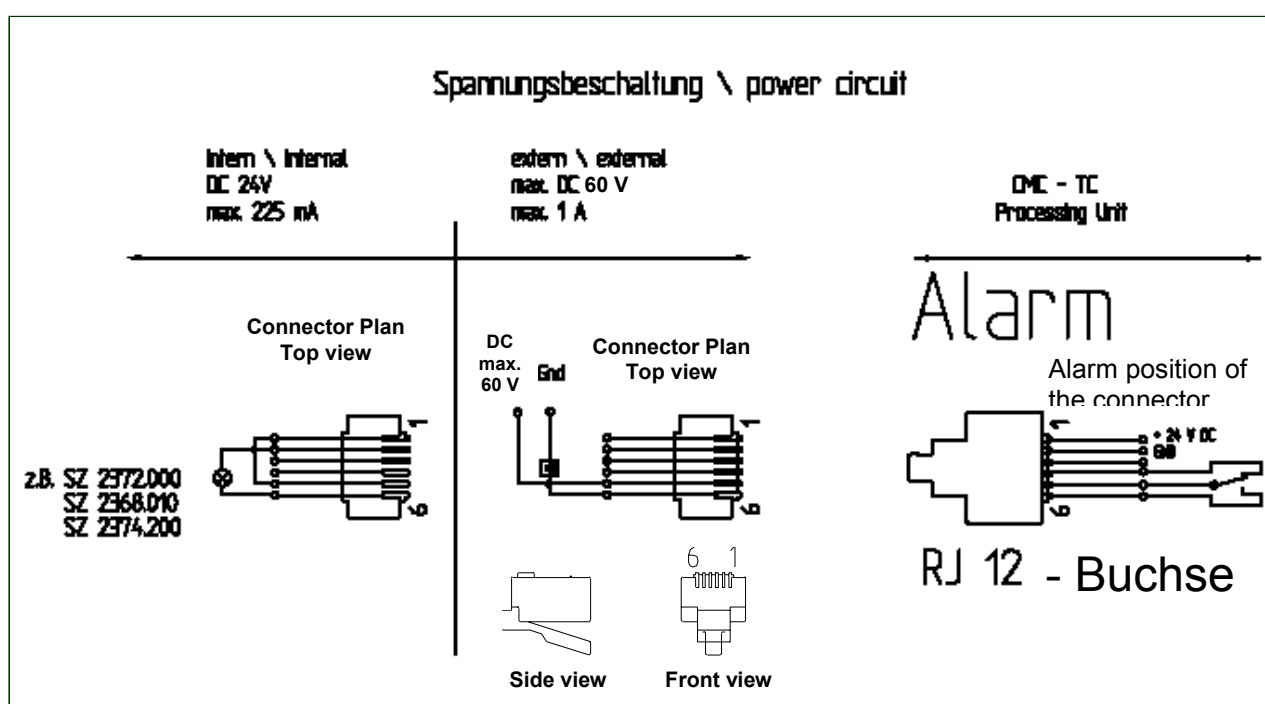 Spannungsbeschaltung \ power circuit
intern \ internal
DC 24V
max. 225 mA
extern \ external
max. DC 60 V
max. 1 A
CMC - TC
Processing Unit
Connector Plan
Top view
DC
max.
60 V
Gnd
Connector Plan
Top view
Alarm
Alarm position of
the connector
1
6
1
6
1
6
+ 24 V DC
GND
z.B. SZ 2372.000
SZ 2368.010
SZ 2374.200
RJ 12 - Buchse
6 1
Side view
Front view